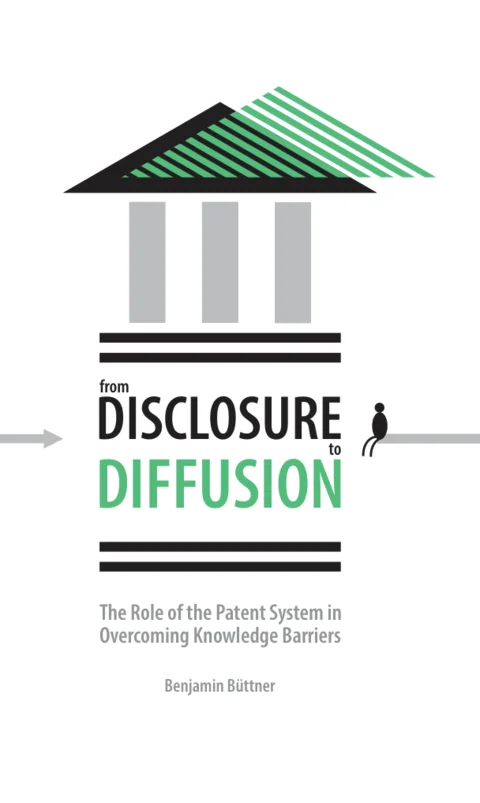 from
DISCLOSURE
to
DIFFUSION
The Role of the Patent System in
Overcoming Knowledge Barriers
Benjamin Büttner